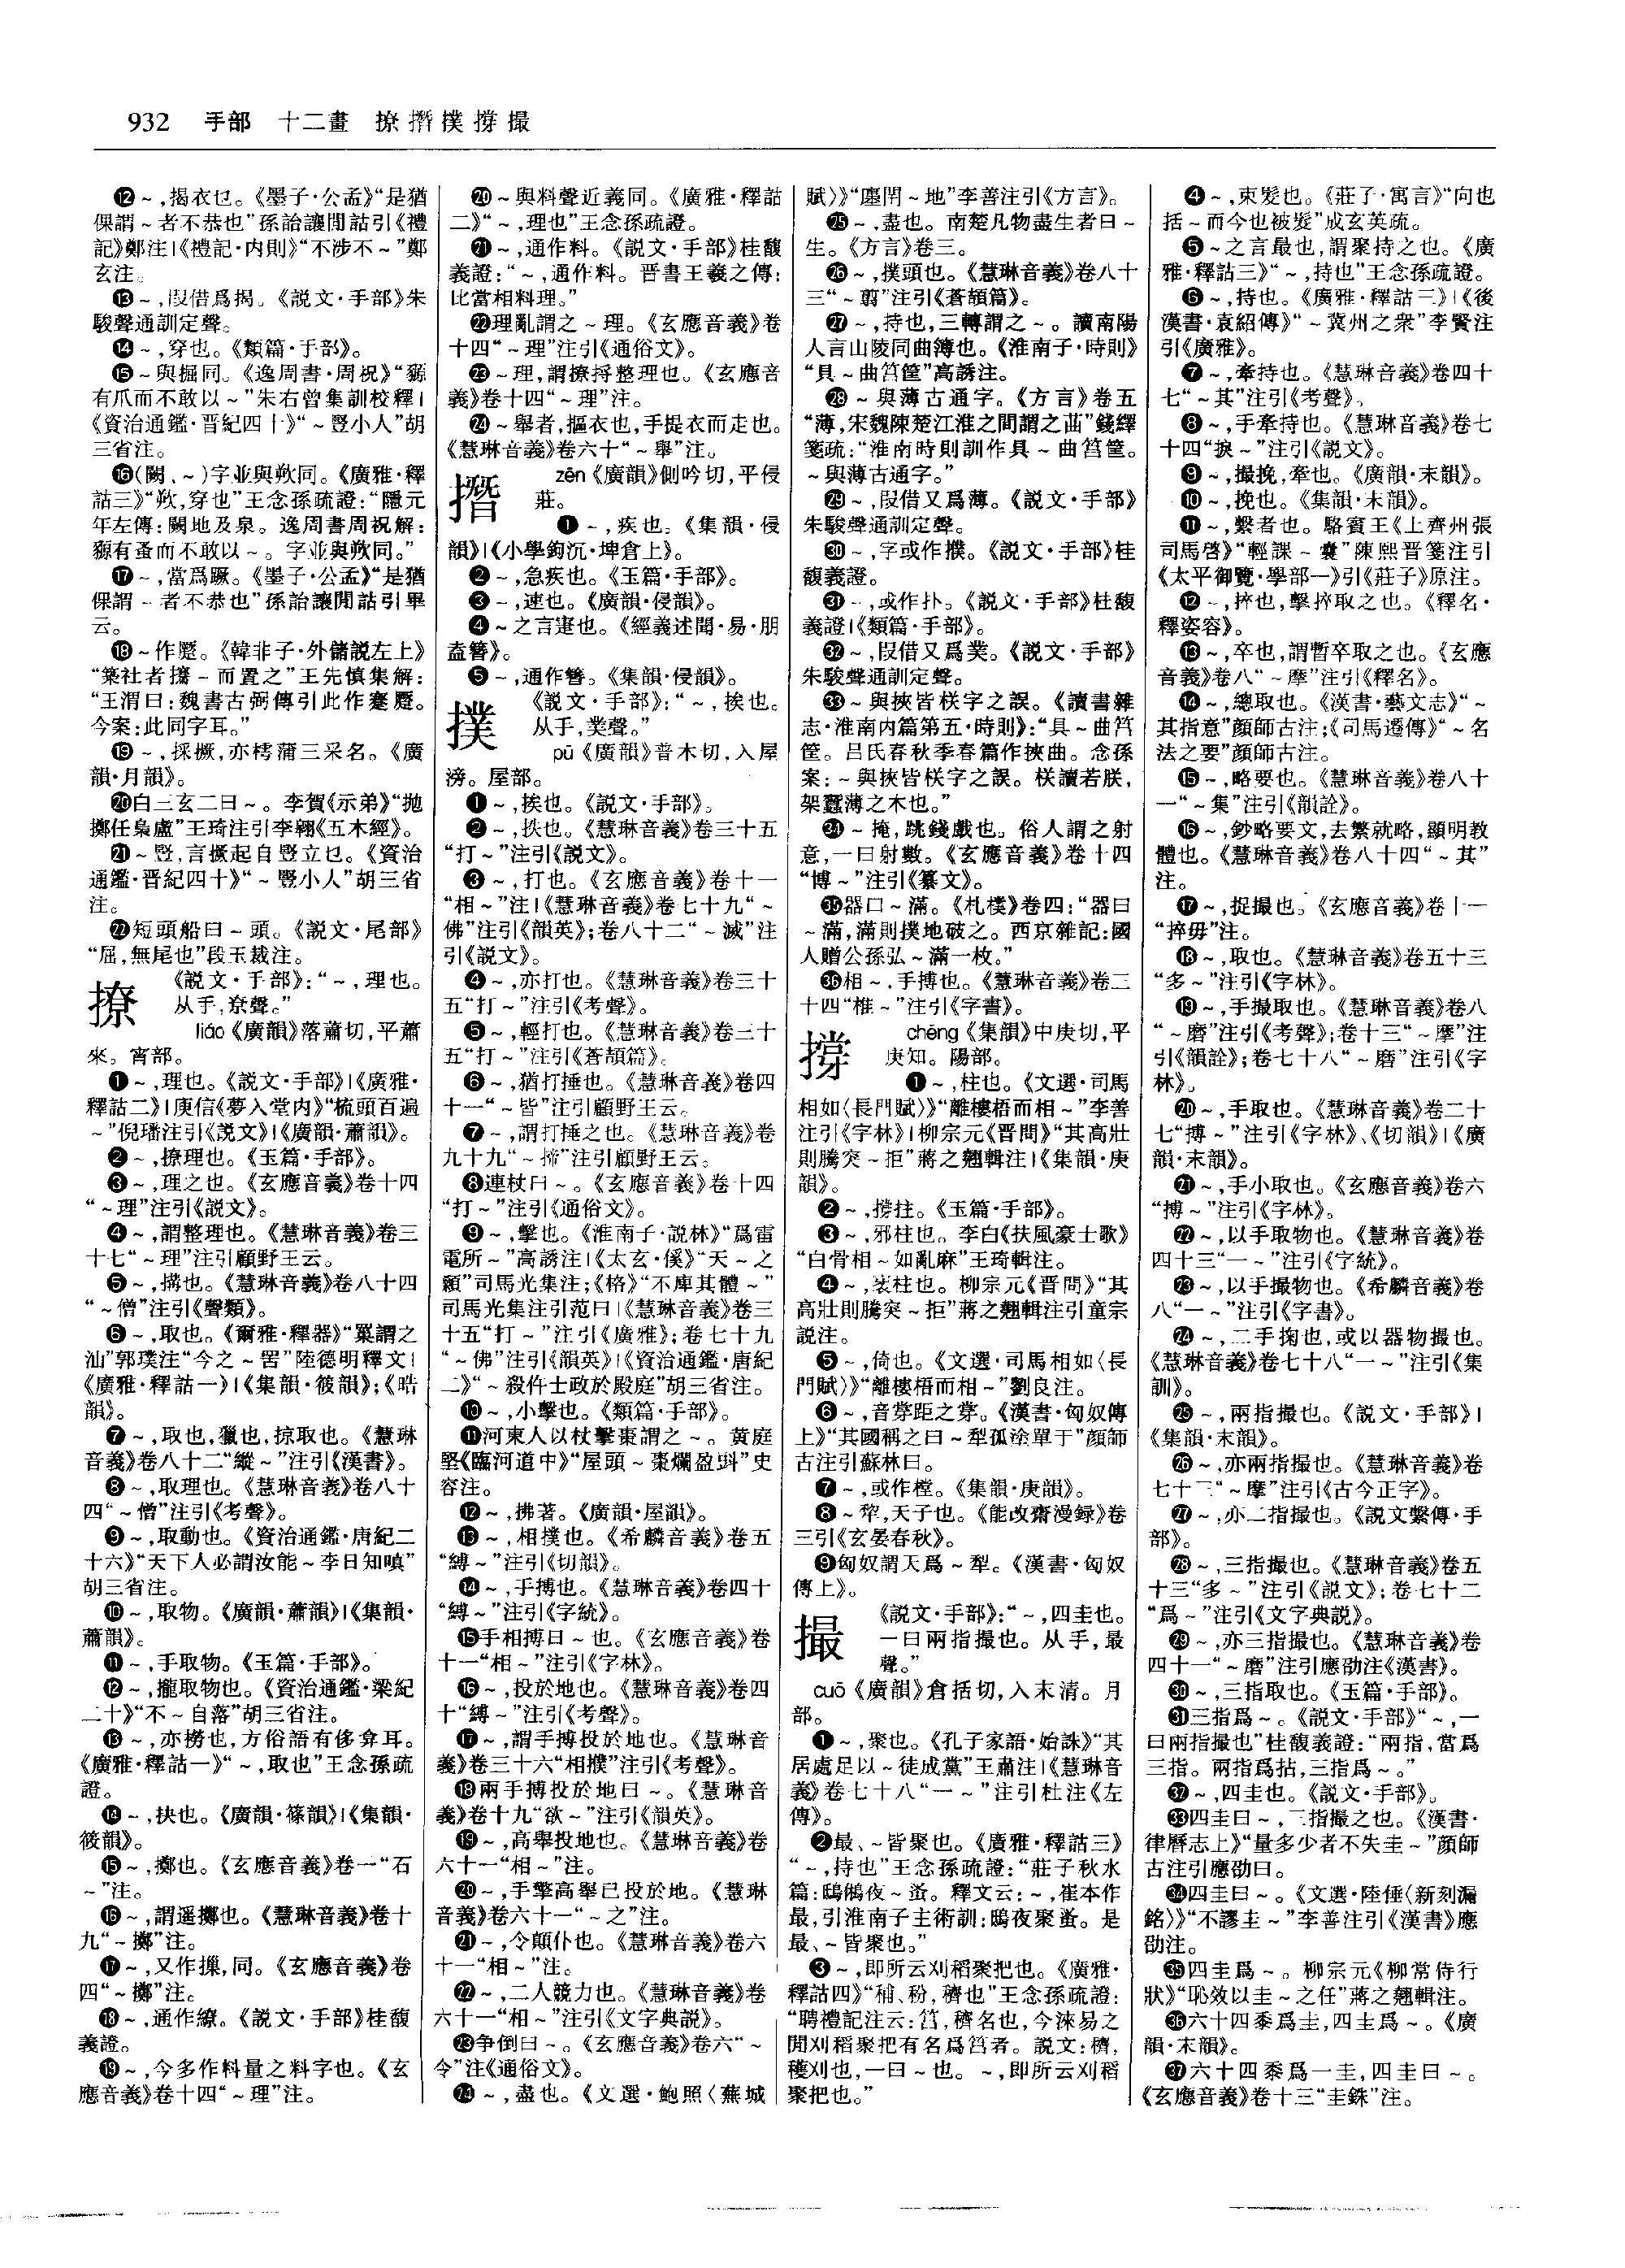 932 手部 十二畫 撩撍撲撐撮
⓬～,揭衣也。《墨子·公孟》“是猶
倮謂～者不恭也”孫詒讓閒詁引《禮
記》鄭注|《禮記·内則》“不涉不～”鄭
玄注。
⓭～,叚借爲揭。《説文·手部》朱
駿聲通訓定聲。
⓮～,穿也。《類篇·手部》。
⓯～與掘同。《逸周書·周祝》“豲
有爪而不敢以～”朱右曾集訓校釋|
《資治通鑑·晋紀四十》“～豎小人”胡
三省注。
⓰(闕、～)字並與欮同。《廣雅·釋
詁三》“欮,穿也”王念孫疏證:“隱元
年左傳:闕地及泉。逸周書周祝解:
豲有蚤而不敢以～。字並與欮同。”
⓱～,當爲蹶。《墨子·公孟》“是猶
倮謂～者不恭也”孫詒讓閒詁引畢
云。
⓲～作蹷。《韓非子·外儲説左上》
“築社者攐～而置之”王先慎集解:
“王渭曰:魏書古弼傳引此作蹇蹷。
今案:此同字耳。”
⓳～,採橛,亦樗蒲三采名。《廣
韻·月韻》。
⓴白三玄二曰～。李賀《示弟》“拋
擲任梟盧”王琦注引李翱《五木經》。
㉑～豎,言撅起自豎立也。《資治
通鑑·晋紀四十》“～豎小人”胡三省
注。
㉒短頭船曰～頭。《説文·尾部》
“屈,無尾也”段玉裁注。
撩
《説文·手部》:“～,理也。
从手,尞聲。”
liáo《廣韻》落蕭切,平蕭
來。宵部。
❶～,理也。《説文·手部》|《廣雅·
釋詁二》|庾信《夢入堂内》“梳頭百遍
～”倪璠注引《説文》|《廣韻·蕭韻》。
❷～,撩理也。《玉篇·手部》。
❸～,理之也。《玄應音義》卷十四
“～理”注引《説文》。
❹～,謂整理也。《慧琳音義》卷三
十七“～理”注引顧野王云。
❺～,擣也。《慧琳音義》卷八十四
“～僧”注引《聲類》。
❻～,取也。《爾雅·釋器》“罺謂之
汕”郭璞注“今之～罟”陸德明釋文|
《廣雅·釋詁一》|《集韻·筱韻》;《晧
韻》。
❼～,取也,獵也,掠取也。《慧琳
音義》卷八十二“縱～”注引《漢書》。
❽～,取理也。《慧琳音義》卷八十
四“～僧”注引《考聲》。
❾～,取動也。《資治通鑑·唐紀二
十六》“天下人必謂汝能～李日知嗔”
胡三省注。
❿～,取物。《廣韻·蕭韻》|《集韻·
蕭韻》。
⓫～,手取物。《玉篇·手部》。
⓬～,攏取物也。《資治通鑑·梁紀
二十》“不～自落”胡三省注。
⓭～,亦撈也,方俗語有侈弇耳。
《廣雅·釋詁一》“～,取也”王念孫疏
證。
⓮～,抉也。《廣韻·篠韻》|《集韻·
筱韻》。
⓯～,擲也。《玄應音義》卷一“石
～”注。
⓰～,謂遥擲也。《慧琳音義》卷十
九“～擲”注。
⓱～,又作摷,同。《玄應音義》卷
四“～擲”注。
⓲～,通作繚。《説文·手部》桂馥
義證。
⓳～,今多作料量之料字也。《玄
應音義》卷十四“～理”注。
⓴～與料聲近義同。《廣雅·釋詁
二》“～,理也”王念孫疏證。
㉑～,通作料。《説文·手部》桂馥
義證:“～,通作料。晋書王羲之傳:
比當相料理。”
㉒理亂謂之～理。《玄應音義》卷
十四“～理”注引《通俗文》。
㉓～理,謂撩捋整理也。《玄應音
義》卷十四“～理”注。
㉔～舉者,摳衣也,手提衣而走也。
《慧琳音義》卷六十“～舉”注。
撍
zēn《廣韻》側吟切,平侵
莊。
❶～,疾也。《集韻·侵
韻》|《小學鉤沉·埤倉上》。
❷～,急疾也。《玉篇·手部》。
❸～,速也。《廣韻·侵韻》。
❹～之言寁也。《經義述聞·易·朋
盍簪》。
❺～,通作簪。《集韻·侵韻》。
撲
《説文·手部》:“～,挨也。
从手,菐聲。”
pū《廣韻》普木切,入屋
滂。屋部。
❶～,挨也。《説文·手部》。
❷～,抶也。《慧琳音義》卷三十五
“打～”注引《説文》。
❸～,打也。《玄應音義》卷十一
“相～”注|《慧琳音義》卷七十九“～
佛”注引《韻英》;卷八十二“～滅”注
引《説文》。
❹～,亦打也。《慧琳音義》卷三十
五“打～”注引《考聲》。
❺～,輕打也。《慧琳音義》卷三十
五“打～”注引《蒼頡篇》。
❻～,猶打捶也。《慧琳音義》卷四
十一“～皆”注引顧野王云。
❼～,謂打捶之也。《慧琳音義》卷
九十九“～揥”注引顧野王云。
❽連杖曰～。《玄應音義》卷十四
“打～”注引《通俗文》。
❾～,擊也。《淮南子·説林》“爲雷
電所～”高誘注|《太玄·傒》“天～之
顙”司馬光集注;《格》“不庳其體～”
司馬光集注引范曰|《慧琳音義》卷三
十五“打～”注引《廣雅》;卷七十九
“～佛”注引《韻英》|《資治通鑑·唐紀
二》“～殺仵士政於殿庭”胡三省注。
❿～,小擊也。《類篇·手部》。
⓫河東人以杖擊棗謂之～。黄庭
堅《臨河道中》“屋頭～棗爛盈㪷”史
容注。
⓬～,拂著。《廣韻·屋韻》。
⓭～,相撲也。《希麟音義》卷五
“縛～”注引《切韻》。
⓮～,手搏也。《慧琳音義》卷四十
“縛～”注引《字統》。
⓯手相搏曰～也。《玄應音義》卷
十一“相～”注引《字林》。
⓰～,投於地也。《慧琳音義》卷四
十“縛～”注引《考聲》。
⓱～,謂手搏投於地也。《慧琳音
義》卷三十六“相撲”注引《考聲》。
⓲兩手搏投於地曰～。《慧琳音
義》卷十九“欲～”注引《韻英》。
⓳～,高舉投地也。《慧琳音義》卷
六十一“相～”注。
⓴～,手擎高舉已投於地。《慧琳
音義》卷六十一“～之”注。
㉑～,令顛仆也。《慧琳音義》卷六
十一“相～”注。
㉒～,二人競力也。《慧琳音義》卷
六十一“相～”注引《文字典説》。
㉓争倒曰～。《玄應音義》卷六“～
令”注《通俗文》。
㉔～,盡也。《文選·鮑照〈蕪城
賦〉》“廛閈～地”李善注引《方言》。
㉕～,盡也。南楚凡物盡生者曰～
生。《方言》卷三。
㉖～,撲頭也。《慧琳音義》卷八十
三“～翦”注引《蒼頡篇》。
㉗～,持也,三轉謂之～。讀南陽
人言山陵同曲簿也。《淮南子·時則》
“具～曲筥筐”高誘注。
㉘～與薄古通字。《方言》卷五
“薄,宋魏陳楚江淮之間謂之䒼”錢繹
箋疏:“淮南時則訓作具～曲筥筐。
～與薄古通字。”
㉙～,叚借又爲薄。《説文·手部》
朱駿聲通訓定聲。
㉚～,字或作撲。《説文·手部》桂
馥義證。
㉛～,或作扑。《説文·手部》桂馥
義證|《類篇·手部》。
㉜～,叚借又爲菐。《説文·手部》
朱駿聲通訓定聲。
㉝～與挾皆栚字之誤。《讀書雜
志·淮南内篇第五·時則》:“具～曲筥
筐。吕氏春秋季春篇作挾曲。念孫
案:～與挾皆栚字之誤。栚讀若朕,
架蠶薄之木也。”
㉞～掩,跳錢戲也。俗人謂之射
意,一曰射數。《玄應音義》卷十四
“博～”注引《纂文》。
㉟器口～滿。《札樸》卷四:“器曰
～滿,滿則撲地破之。西京雜記:國
人贈公孫弘～滿一枚。”
㊱相～,手搏也。《慧琳音義》卷二
十四“椎～”注引《字書》。
撐
chēng《集韻》中庚切,平
庚知。陽部。
❶～,柱也。《文選·司馬
相如〈長門賦〉》“離樓梧而相～”李善
注引《字林》|柳宗元《晋問》“其高壯
則騰突～拒”蔣之翹輯注|《集韻·庚
韻》。
❷～,撐拄。《玉篇·手部》。
❸～,邪柱也。李白《扶風豪士歌》
“白骨相～如亂麻”王琦輯注。
❹～,衺柱也。柳宗元《晋問》“其
高壯則騰突～拒”蔣之翹輯注引童宗
説注。
❺～,倚也。《文選·司馬相如〈長
門賦〉》“離樓梧而相～”劉良注。
❻～,音牚距之牚。《漢書·匈奴傳
上》“其國稱之曰～犁孤塗單于”顔師
古注引蘇林曰。
❼～,或作樘。《集韻·庚韻》。
❽～犂,天子也。《能改齋漫録》卷
三引《玄晏春秋》。
❾匈奴謂天爲～犁。《漢書·匈奴
傳上》。
撮
《説文·手部》:“～,四圭也。
一曰兩指撮也。从手,最
聲。”
cuō《廣韻》倉括切,入末清。月
部。
❶～,聚也。《孔子家語·始誅》“其
居處足以～徒成黨”王肅注|《慧琳音
義》卷七十八“一～”注引杜注《左
傳》。
❷最、～皆聚也。《廣雅·釋詁三》
“～,持也”王念孫疏證:“莊子秋水
篇:鴟鵂夜～蚤。釋文云:～,崔本作
最,引淮南子主術訓:鴟夜聚蚤。是
最、～皆聚也。”
❸～,即所云刈稻聚把也。《廣雅·
釋詁四》“秿、秎,穧也”王念孫疏證:
“聘禮記注云:筥,穧名也,今淶易之
閒刈稻聚把有名爲筥者。説文:穧,
穫刈也,一曰～也。～,即所云刈稻
聚把也。”
❹～,束髪也。《莊子·寓言》“向也
括～而今也被髮”成玄英疏。
❺～之言最也,謂聚持之也。《廣
雅·釋詁三》“～,持也”王念孫疏證。
❻～,持也。《廣雅·釋詁三》|《後
漢書·袁紹傳》“～冀州之衆”李賢注
引《廣雅》。
❼～,牽持也。《慧琳音義》卷四十
七“～其”注引《考聲》。
❽～,手牽持也。《慧琳音義》卷七
十四“捩～”注引《説文》。
❾～,撮挽,牽也。《廣韻·末韻》。
❿～,挽也。《集韻·末韻》。
⓫～,繫者也。駱賓王《上齊州張
司馬啓》“輕課～囊”陳熙晋箋注引
《太平御覽·學部一》引《莊子》原注。
⓬～,捽也,擊捽取之也。《釋名·
釋姿容》。
⓭～,卒也,謂暫卒取之也。《玄應
音義》卷八“～摩”注引《釋名》。
⓮～,總取也。《漢書·藝文志》“～
其指意”顔師古注;《司馬遷傳》“～名
法之要”顔師古注。
⓯～,略要也。《慧琳音義》卷八十
一“～集”注引《韻詮》。
⓰～,鈔略要文,去繁就略,顯明教
體也。《慧琳音義》卷八十四“～其”
注。
⓱～,捉撮也。《玄應音義》卷十一
“捽毋”注。
⓲～,取也。《慧琳音義》卷五十三
“多～”注引《字林》。
⓳～,手撮取也。《慧琳音義》卷八
“～磨”注引《考聲》;卷十三“～摩”注
引《韻詮》;卷七十八“～磨”注引《字
林》。
⓴～,手取也。《慧琳音義》卷二十
七“搏～”注引《字林》、《切韻》|《廣
韻·末韻》。
㉑～,手小取也。《玄應音義》卷六
“搏～”注引《字林》。
㉒～,以手取物也。《慧琳音義》卷
四十三“一～”注引《字統》。
㉓～,以手撮物也。《希麟音義》卷
八“一～”注引《字書》。
㉔～,二手掬也,或以器物撮也。
《慧琳音義》卷七十八“一～”注引《集
訓》。
㉕～,兩指撮也。《説文·手部》|
《集韻·末韻》。
㉖～,亦兩指撮也。《慧琳音義》卷
七十三“～摩”注引《古今正字》。
㉗～,亦二指撮也。《説文繫傳·手
部》。
㉘～,三指撮也。《慧琳音義》卷五
十三“多～”注引《説文》;卷七十二
“爲～”注引《文字典説》。
㉙～,亦三指撮也。《慧琳音義》卷
四十一“～磨”注引應劭注《漢書》。
㉚～,三指取也。《玉篇·手部》。
㉛三指爲～。《説文·手部》“～,一
曰兩指撮也”桂馥義證:“兩指,當爲
三指。兩指爲拈,三指爲～。”
㉜～,四圭也。《説文·手部》。
㉝四圭曰～,三指撮之也。《漢書·
律曆志上》“量多少者不失圭～”顔師
古注引應劭曰。
㉞四圭曰～。《文選·陸倕〈新刻漏
銘〉》“不謬圭～”李善注引《漢書》應
劭注。
㉟四圭爲～。柳宗元《柳常侍行
狀》“恥效以圭～之任”蔣之翹輯注。
㊱六十四黍爲圭,四圭爲～。《廣
韻·末韻》。
㊲六十四黍爲一圭,四圭曰～。
《玄應音義》卷十三“圭銖”注。